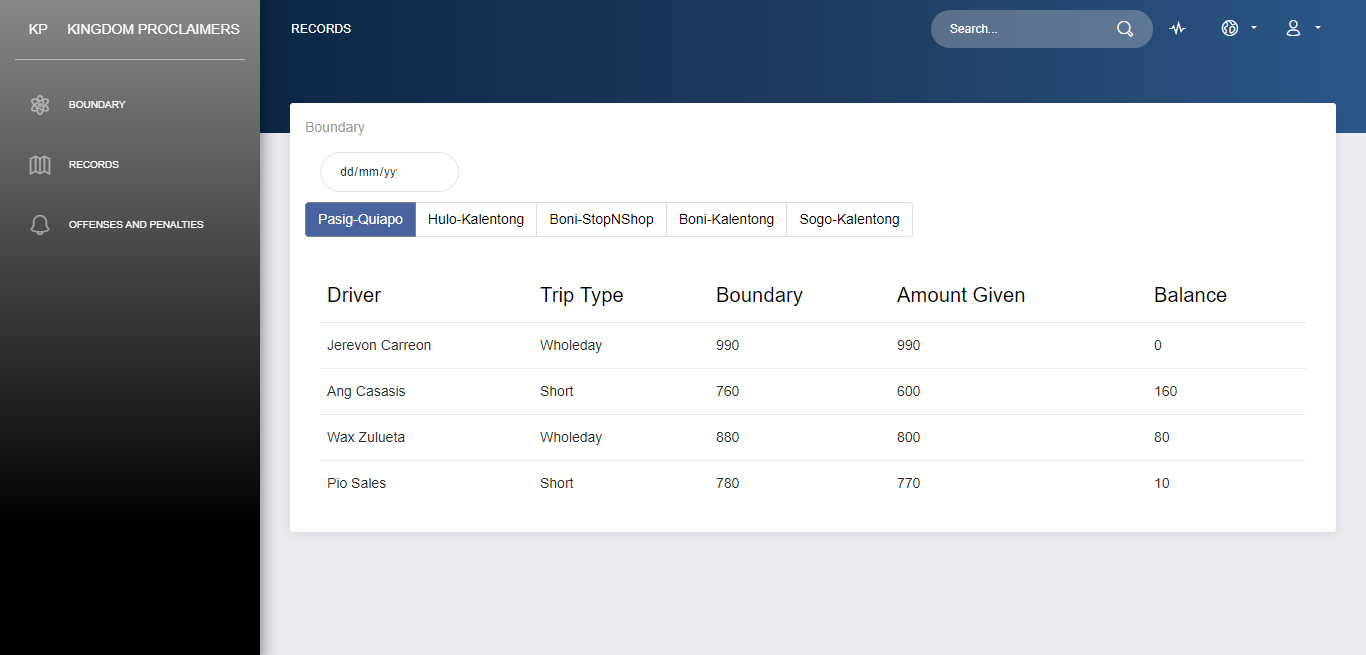 KP KINGDOM PROCLAIMERS
BOUNDARY
RECORDS
OFFENSES AND PENALTIES
RECORDS
Search...
Boundary
dd/mm/yy
Pasig-Quiapo Hulo-Kalentong Boni-StopNShop Boni-Kalentong Sogo-Kalentong
Driver Trip Type Boundary Amount Given Balance
Jerevon Carreon Wholeday 990 990 0
Ang Casasis Short 760 600 160
Wax Zulueta Wholeday 880 800 80
Pio Sales Short 780 770 10